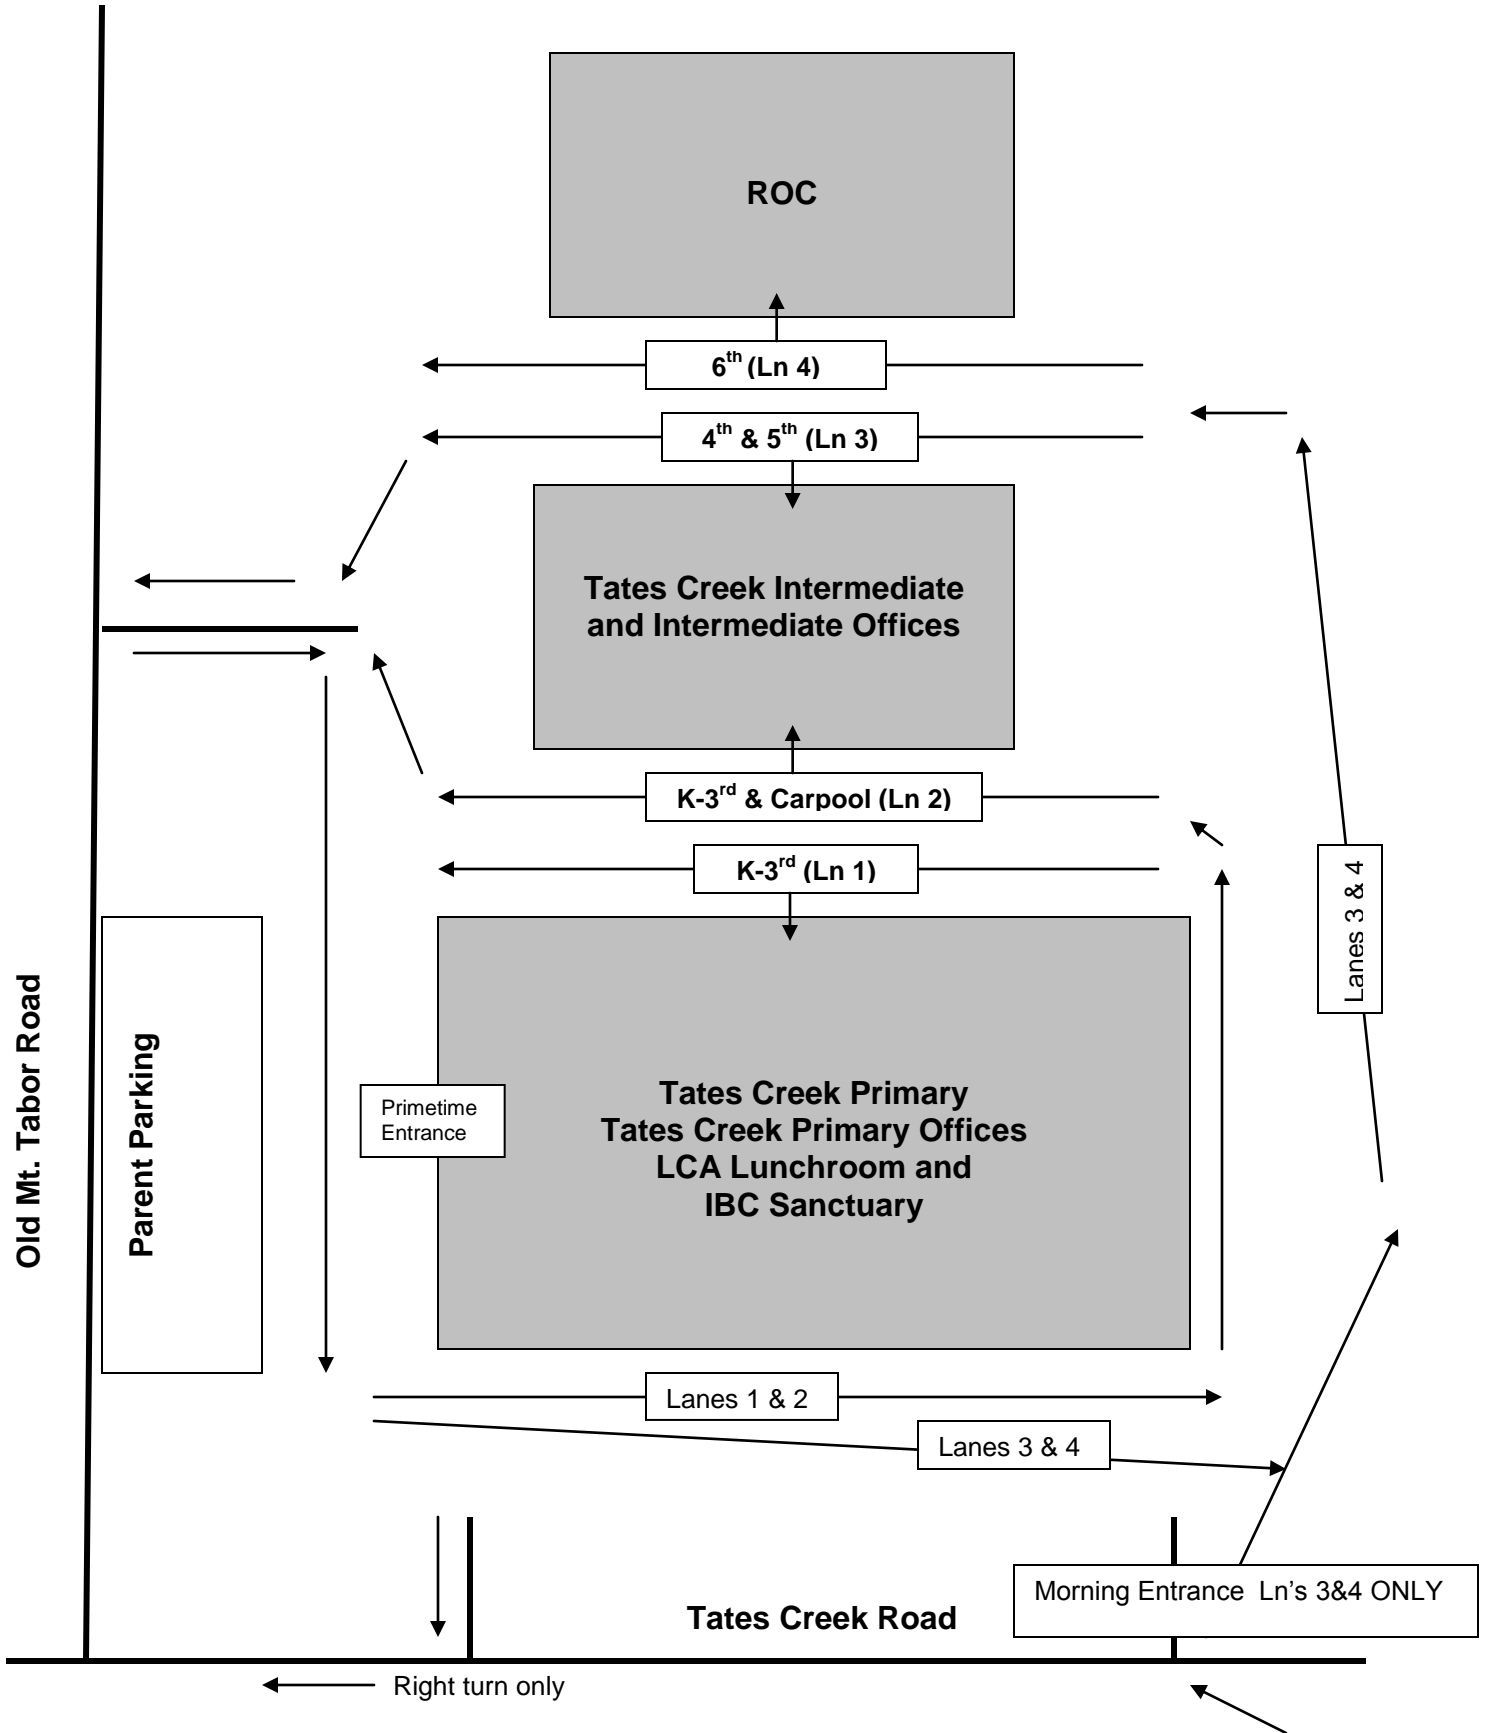 ROC
6th (Ln 4)
4th & 5th (Ln 3)
Tates Creek Intermediate
and Intermediate Offices
K-3rd & Carpool (Ln 2)
K-3rd (Ln 1)
Lanes 3 & 4
Old Mt. Tabor Road
Parent Parking
Primetime
Entrance
Tates Creek Primary
Tates Creek Primary Offices
LCA Lunchroom and
IBC Sanctuary
Lanes 1 & 2
Lanes 3 & 4
Morning Entrance Ln's 3&4 ONLY
Tates Creek Road
Right turn only